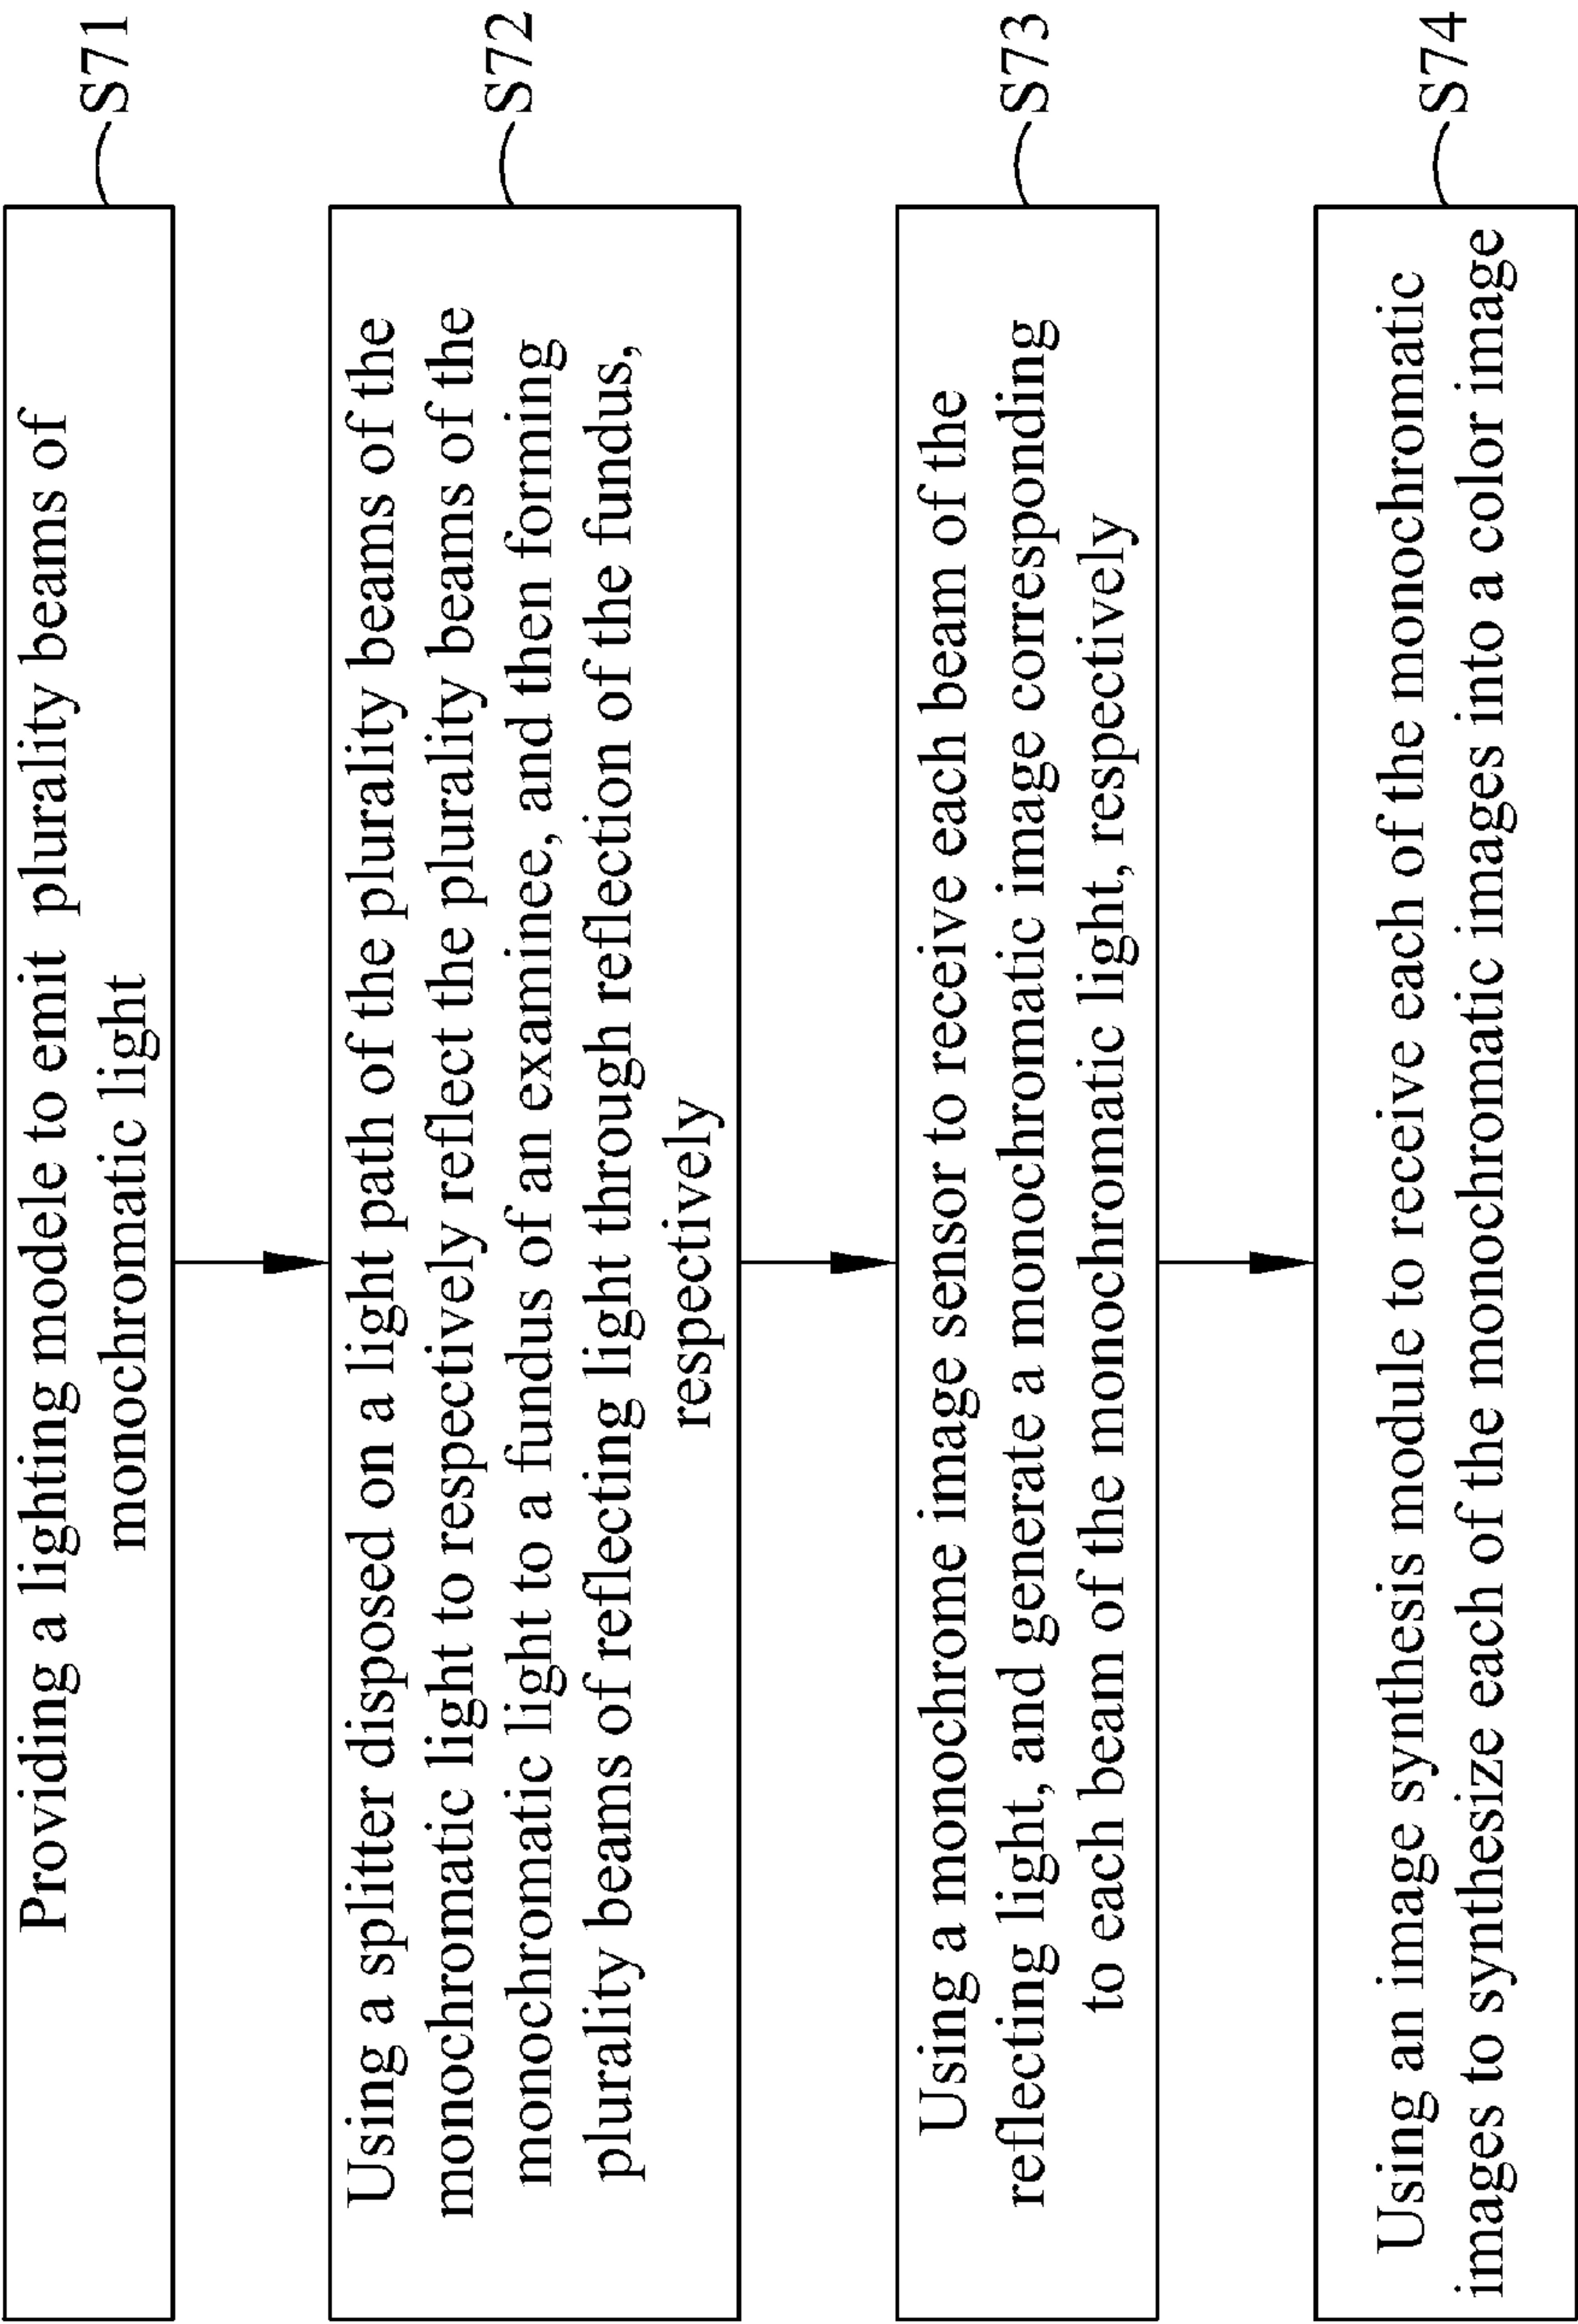 Providing a lighting modele to emit plurality beams of
monochromatic light
S71
Using a splitter disposed on a light path of the plurality beams of the
monochromatic light to respectively reflect the plurality beams of the
monochromatic light to a fundus of an examinee, and then forming
plurality beams of reflecting light through reflection of the fundus,
respectively
S72
Using a monochrome image sensor to receive each beam of the
reflecting light, and generate a monochromatic image corresponding
to each beam of the monochromatic light, respectively
S73
Using an image synthesis module to receive each of the monochromatic
images to synthesize each of the monochromatic images into a color image
S74